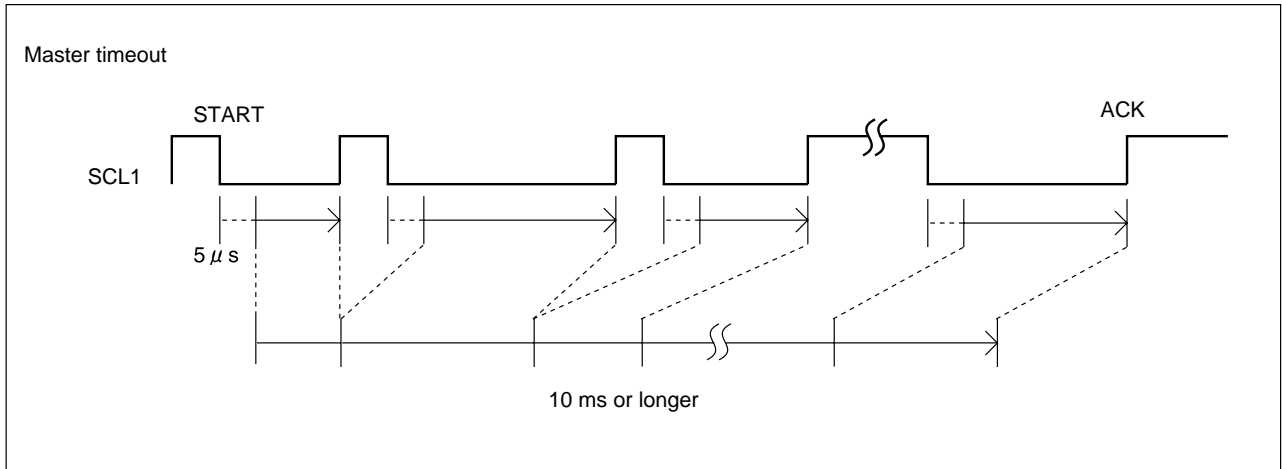 Master timeout
START
ACK
SCL1
5 μ s
10 ms or longer